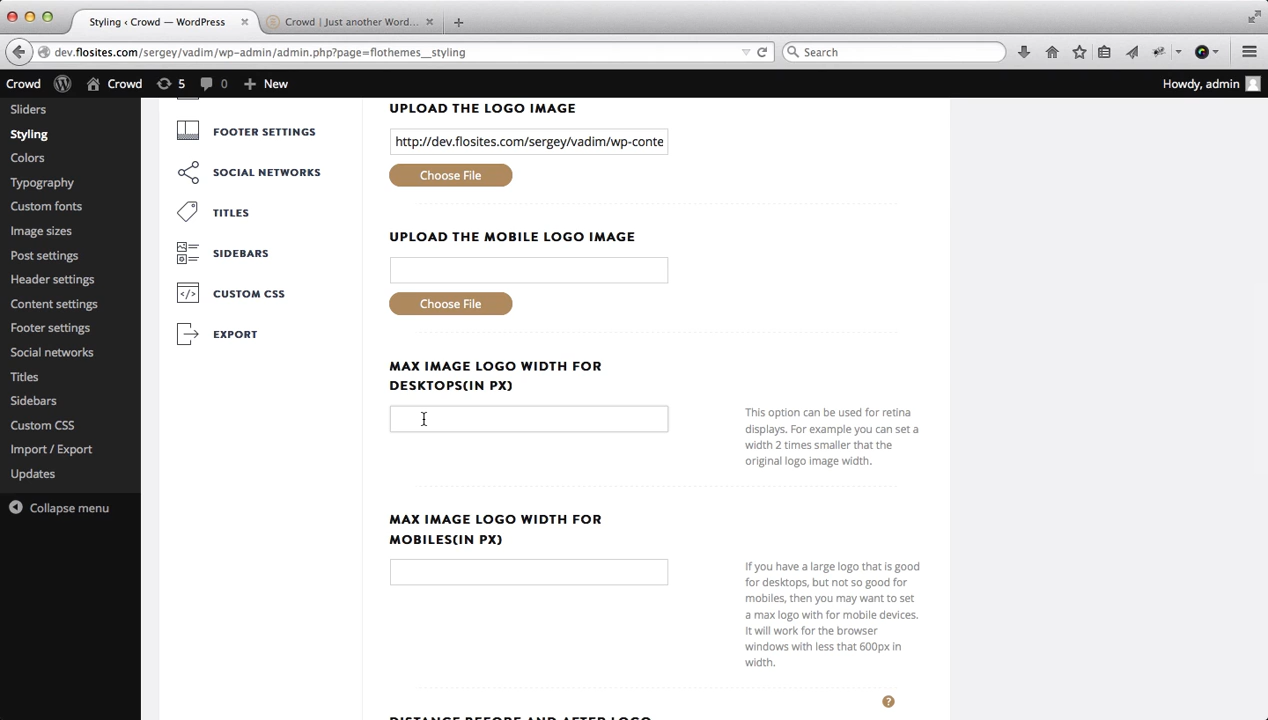 Styling ‹ Crowd — WordPress
Crowd | Just another Word...
dev.flosites.com/sergey/vadim/wp-admin/admin.php?page=flothemes__styling
Search
Crowd
Crowd
5
0
New
Howdy, admin
Sliders
Styling
Colors
Typography
Custom fonts
Image sizes
Post settings
Header settings
Content settings
Footer settings
Social networks
Titles
Sidebars
Custom CSS
Import / Export
Updates
Collapse menu
FOOTER SETTINGS
SOCIAL NETWORKS
TITLES
SIDEBARS
CUSTOM CSS
EXPORT
UPLOAD THE LOGO IMAGE
http://dev.flosites.com/sergey/vadim/wp-conte
Choose File
UPLOAD THE MOBILE LOGO IMAGE
Choose File
MAX IMAGE LOGO WIDTH FOR
DESKTOPS(IN PX)
This option can be used for retina
displays. For example you can set a
width 2 times smaller that the
original logo image width.
MAX IMAGE LOGO WIDTH FOR
MOBILES(IN PX)
If you have a large logo that is good
for desktops, but not so good for
mobiles, then you may want to set
a max logo with for mobile devices.
It will work for the browser
windows with less that 600px in
width.
?
DISTANCE BEFORE AND AFTER LOGO